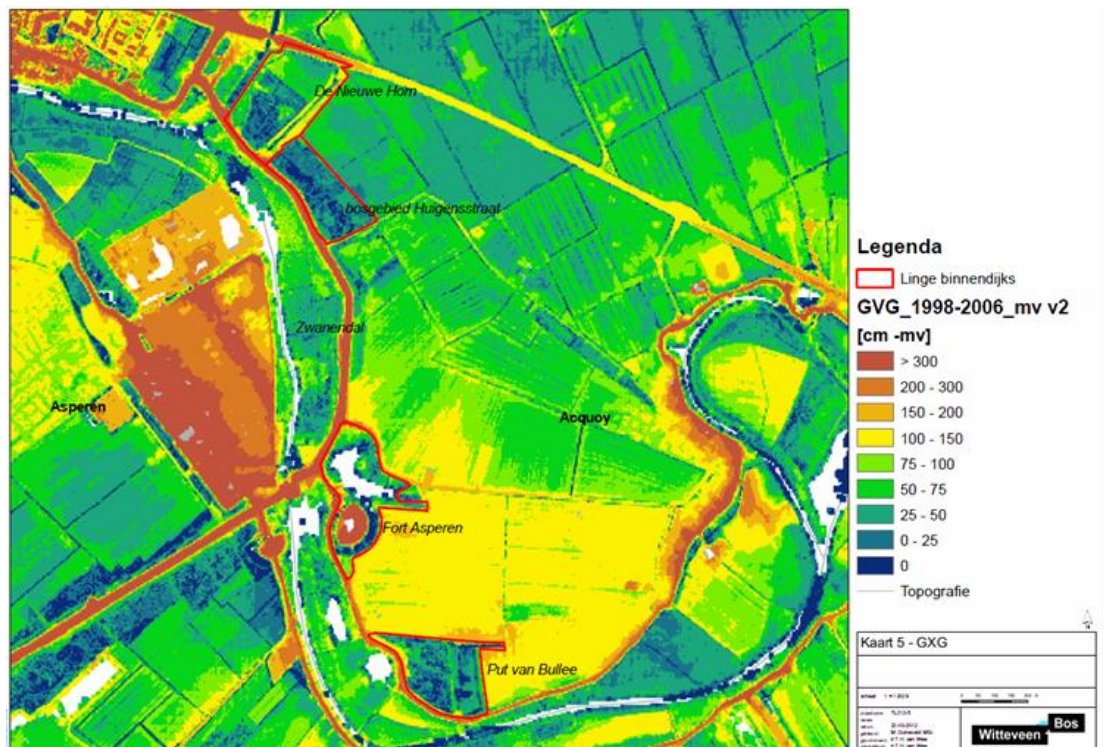 De Nieuwe Horn
bosgebied Huigensstraat
Zwanendal
Asperen
Acquoy
Fort Asperen
Put van Bullee
Legenda
Linge binnendijks
GVG_1998-2006_mv v2
[cm -mv]
> 300
200 - 300
150 - 200
100 - 150
75 - 100
50 - 75
25 - 50
0 - 25
0
Topografie
Kaart 5 - GXG
Witteveen
Bos